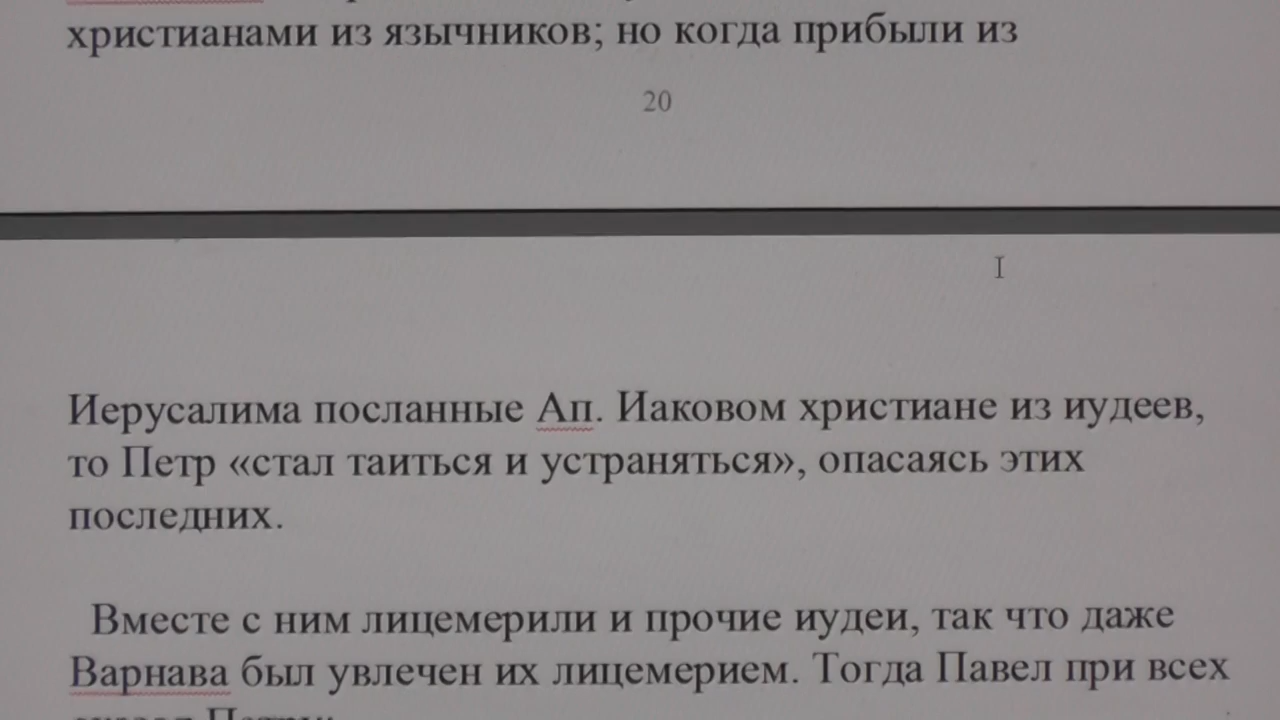 христианами из язычников; но когда прибыли из
20
Иерусалима посланные Ап. Иаковом христиане из иудеев,
то Петр «стал таиться и устраняться», опасаясь этих
последних.
Вместе с ним лицемерили и прочие иудеи, так что даже
Варнава был увлечен их лицемерием. Тогда Павел при всех